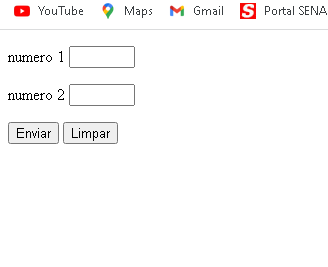 YouTube Maps Gmail Portal SENA
numero 1
numero 2
Enviar Limpar